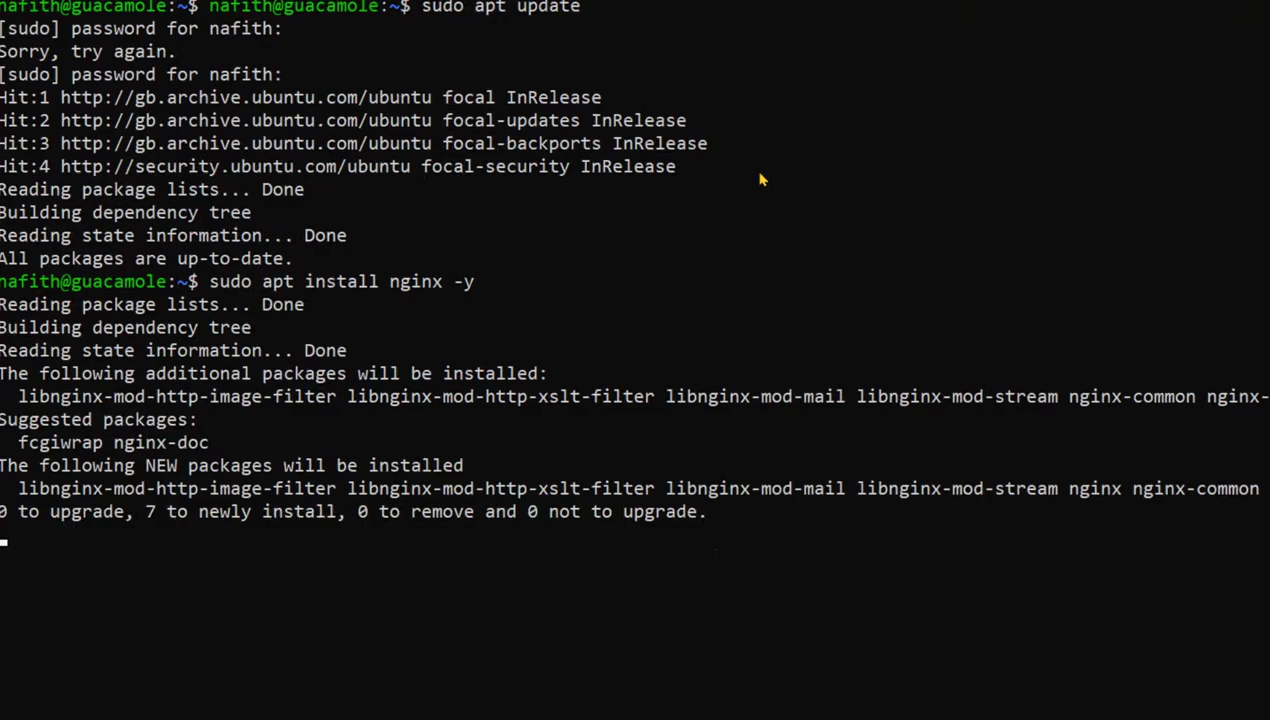 nafith@guacamole:~$ nafith@guacamole:~$ sudo apt update
[sudo] password for nafith:
Sorry, try again.
[sudo] password for nafith:
Hit:1 http://gb.archive.ubuntu.com/ubuntu focal InRelease
Hit:2 http://gb.archive.ubuntu.com/ubuntu focal-updates InRelease
Hit:3 http://gb.archive.ubuntu.com/ubuntu focal-backports InRelease
Hit:4 http://security.ubuntu.com/ubuntu focal-security InRelease
Reading package lists... Done
Building dependency tree
Reading state information... Done
All packages are up-to-date.
nafith@guacamole:~$ sudo apt install nginx -y
Reading package lists... Done
Building dependency tree
Reading state information... Done
The following additional packages will be installed:
libnginx-mod-http-image-filter libnginx-mod-http-xslt-filter libnginx-mod-mail libnginx-mod-stream nginx-common nginx-
Suggested packages:
fcgiwrap nginx-doc
The following NEW packages will be installed
libnginx-mod-http-image-filter libnginx-mod-http-xslt-filter libnginx-mod-mail libnginx-mod-stream nginx nginx-common
0 to upgrade, 7 to newly install, 0 to remove and 0 not to upgrade.